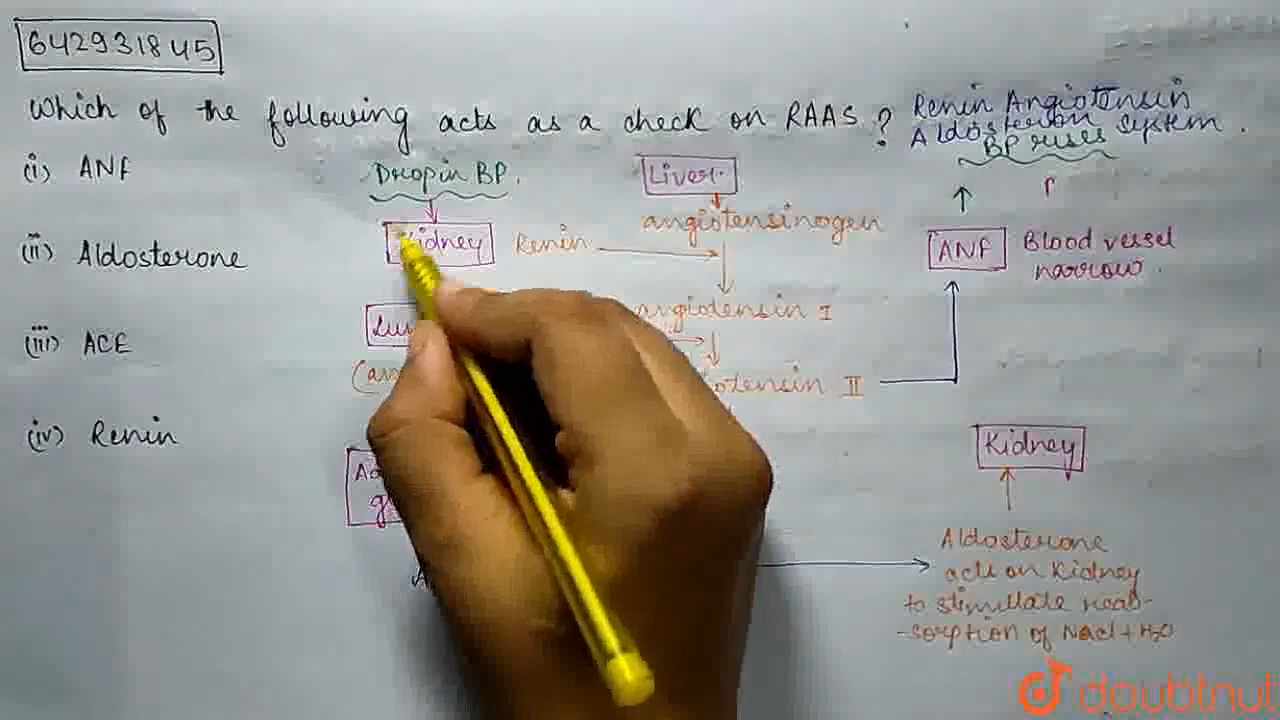 642931845
Which of the following acts as a check on RAAS ?
Renin Angiotensin
Aldosteron System.
(i) ANF
(ii) Aldosterone
(iii) ACE
(iv) Renin
Drop in BP.
Kidney
Renin
Liver
angiotensinogen
angiotensin I
II
BP rises
ANF
Blood vessel
narrow.
Kidney
Aldosterone
acts on Kidney
to stimulate reab-
-sorption of NaCl + H2O
doubtnut